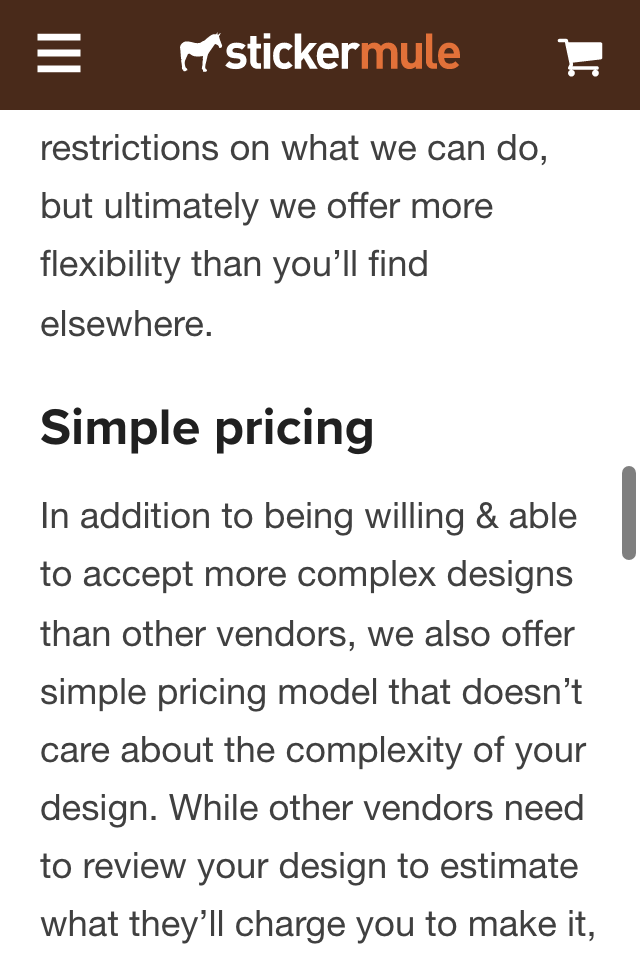 stickermule
restrictions on what we can do,
but ultimately we offer more
flexibility than you’ll find
elsewhere.
Simple pricing
In addition to being willing & able
to accept more complex designs
than other vendors, we also offer
simple pricing model that doesn’t
care about the complexity of your
design. While other vendors need
to review your design to estimate
what they’ll charge you to make it,